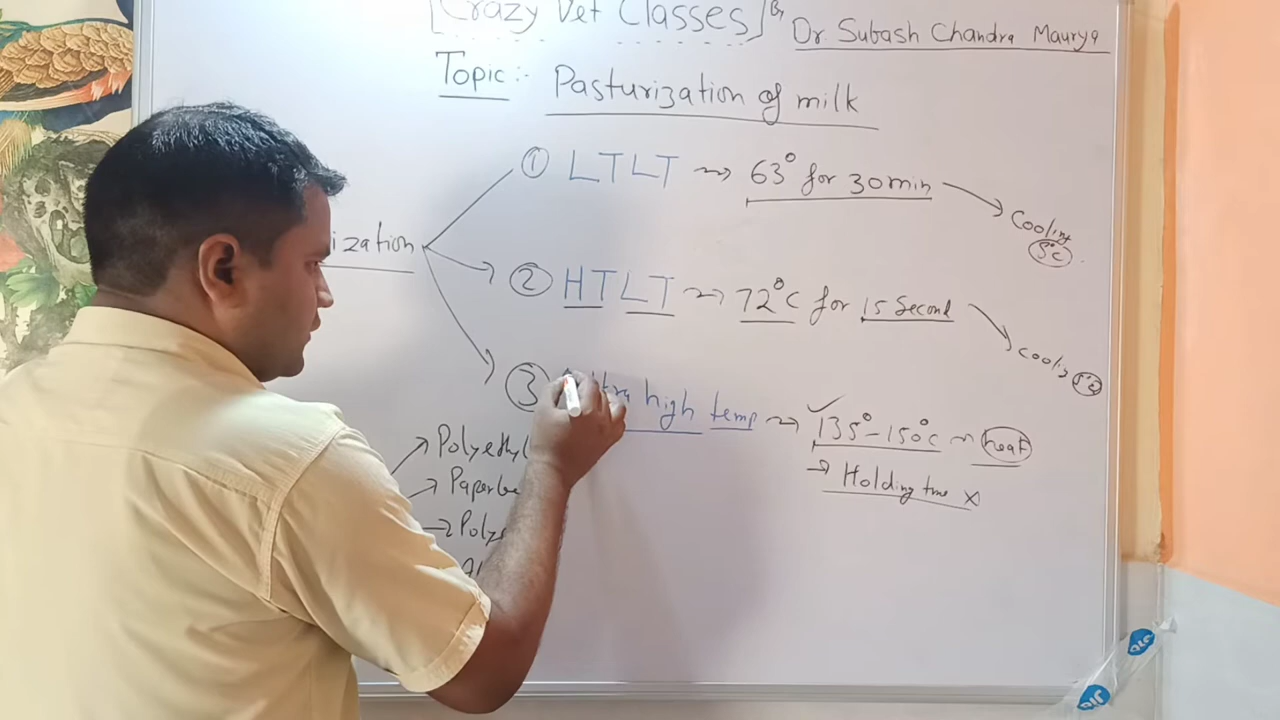 [Crazy Vet Classes] By Dr. Subash Chandra Maurya
Topic:- Pasturization of milk
① LTLT → 63° for 30min → Cooling 5°c
ization
② HTLT → 72°c for 15 Second → Cooling 5°c
③ ltra high temp → 135°-150°c heat
→ Holding time X
→ Polyethyl
→ Paperbo
→ Poly